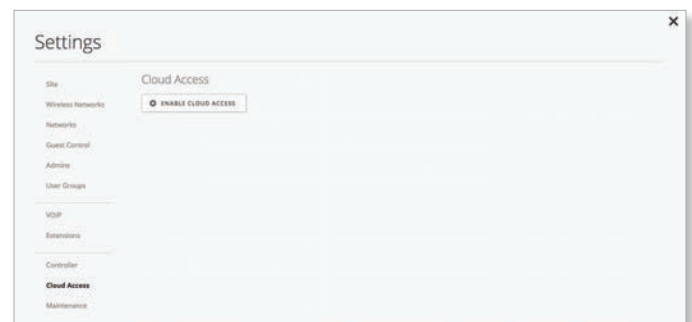 Settings
Site
Wireless Networks
Networks
Guest Control
Admins
User Groups
VOIP
Extensions
Controller
Cloud Access
Maintenance
Cloud Access
ENABLE CLOUD ACCESS